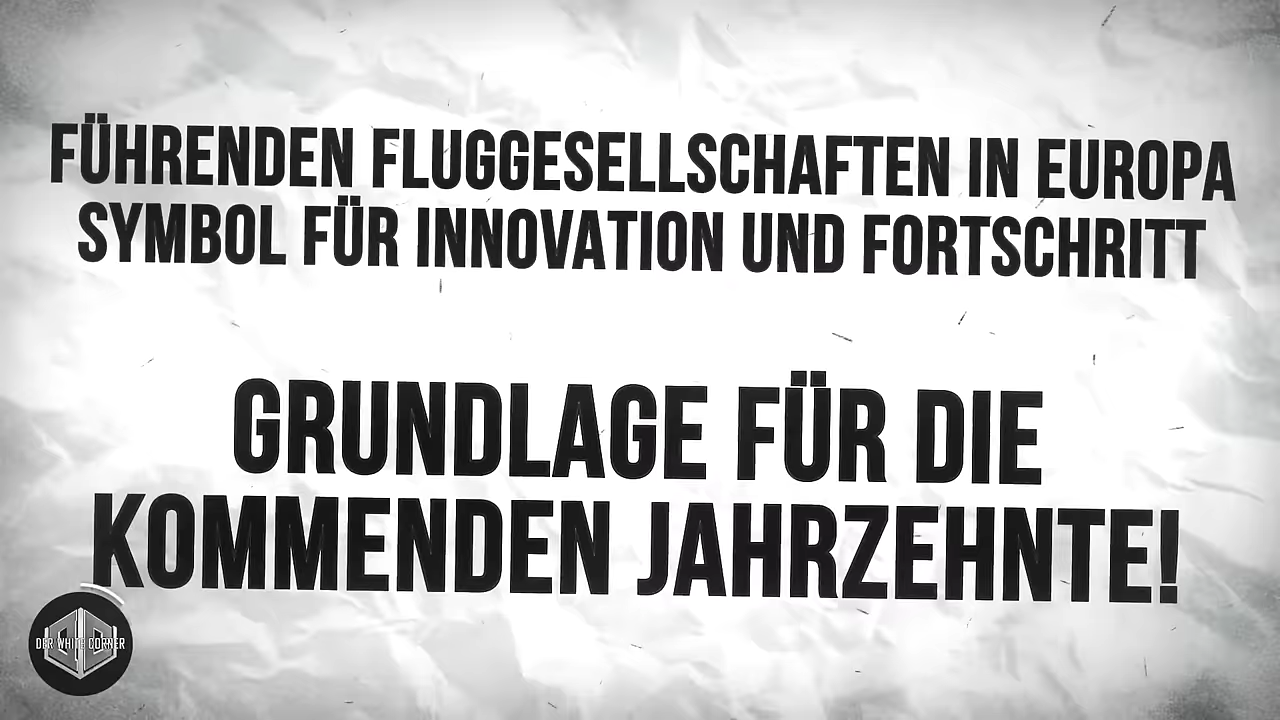 FÜHRENDEN FLUGGESELLSCHAFTEN IN EUROPA
SYMBOL FÜR INNOVATION UND FORTSCHRITT
GRUNDLAGE FÜR DIE
KOMMENDEN JAHRZEHNTE!
DER WHITE CORNER